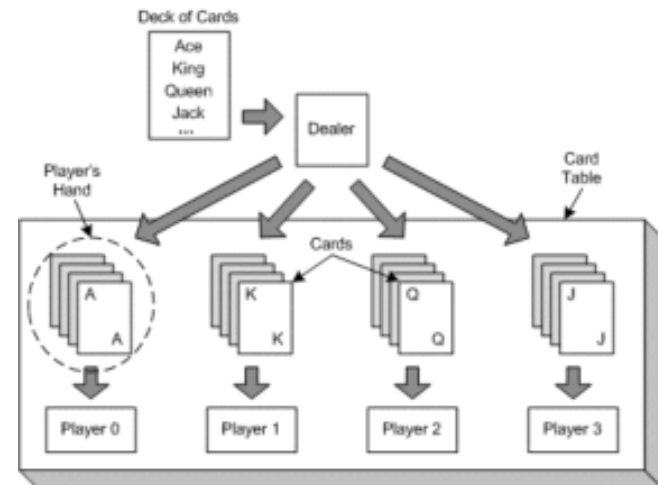 Deck of Cards
Ace
King
Queen
Jack
...
Dealer
Player's
Hand
Card
Table
Cards
A
A
K
K
Q
Q
J
J
Player 0
Player 1
Player 2
Player 3